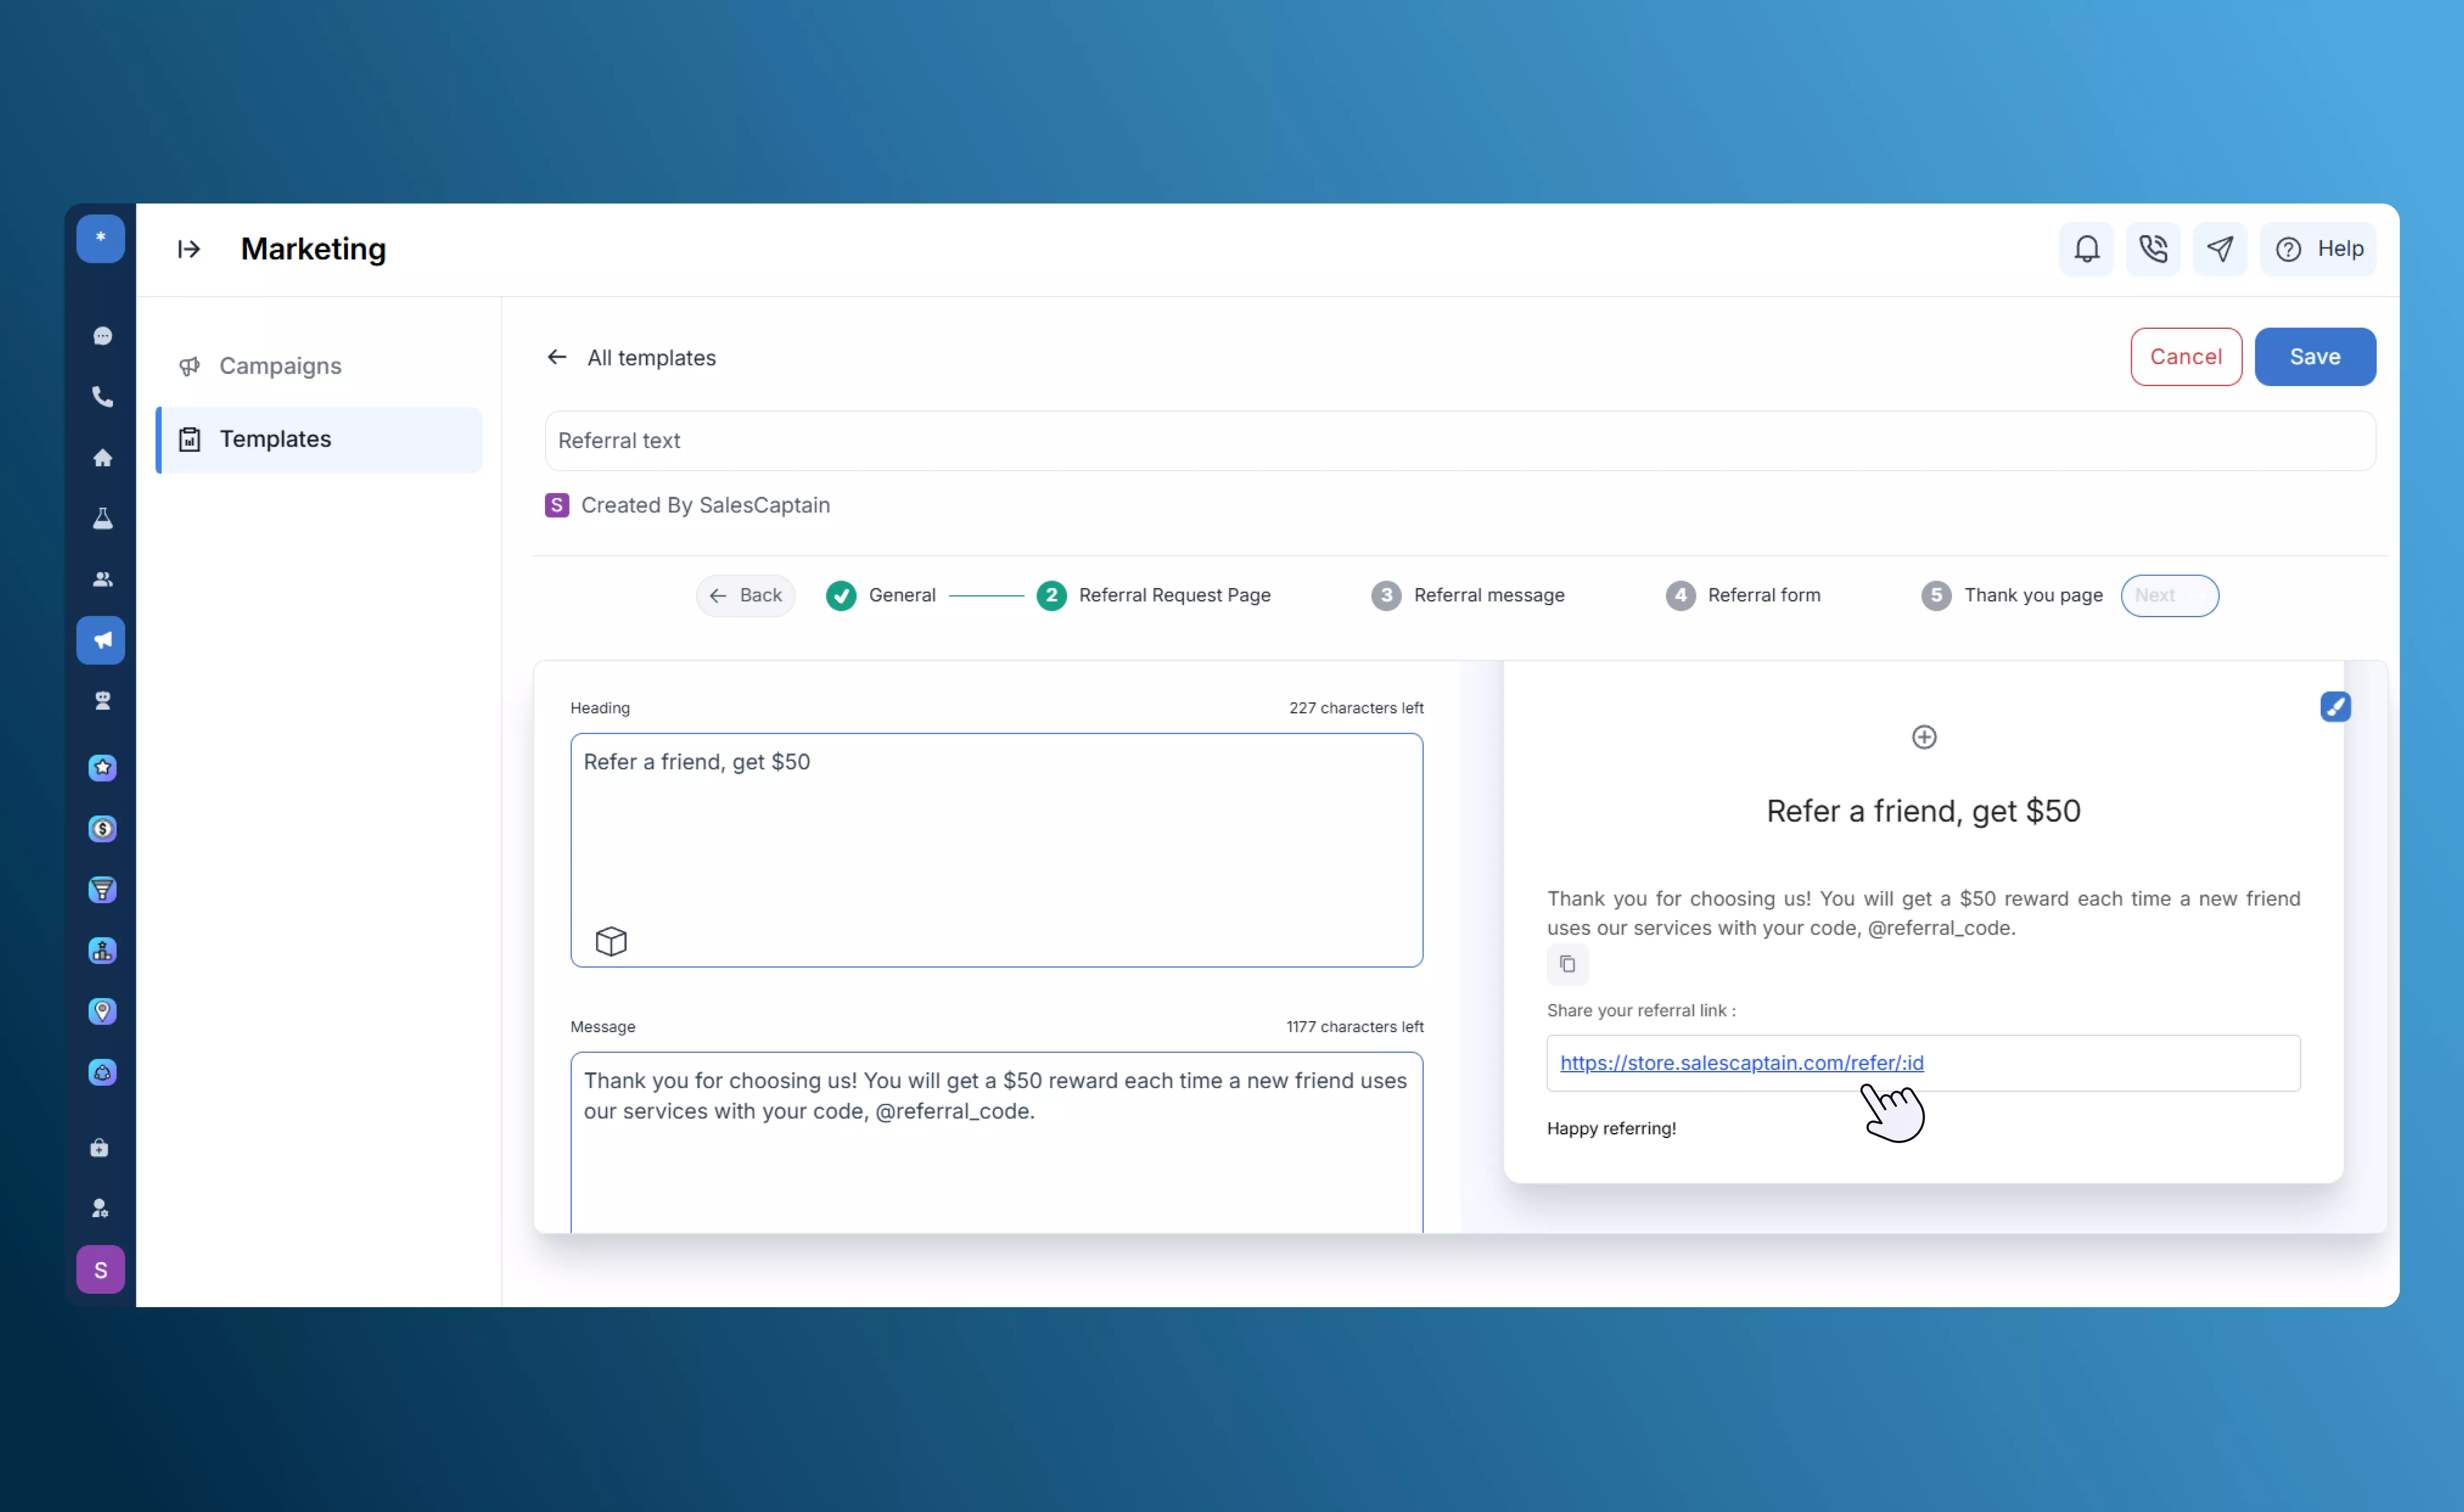 *
Marketing
Help
Campaigns
Templates
All templates
Cancel
Save
Referral text
S Created By SalesCaptain
Back
General
2 Referral Request Page
3 Referral message
4 Referral form
5 Thank you page
Next
Heading
227 characters left
Refer a friend, get $50
Message
1177 characters left
Thank you for choosing us! You will get a $50 reward each time a new friend uses
our services with your code, @referral_code.
Refer a friend, get $50
Thank you for choosing us! You will get a $50 reward each time a new friend
uses our services with your code, @referral_code.
Share your referral link :
https://store.salescaptain.com/refer/:id
Happy referring!
S